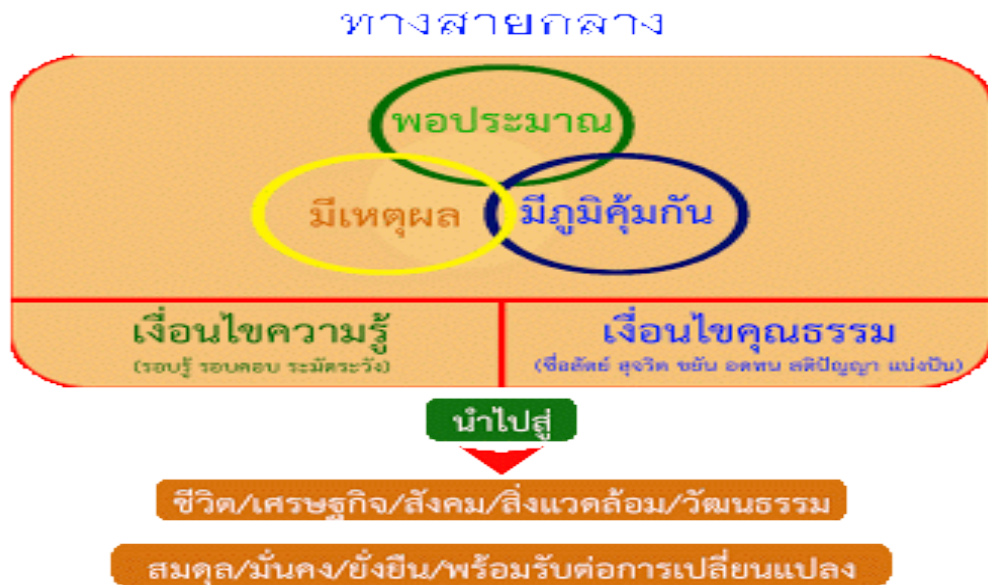 ทางสายกลาง
พอประมาณ
มีเหตุผล มีภูมิคุ้มกัน
เงื่อนไขความรู้ เงื่อนไขคุณธรรม
(รอบรู้ รอบคอบ ระมัดระวัง) (ซื่อสัตย์ สุจริต ขยัน อดทน สติปัญญา แบ่งปัน)
นำไปสู่
ชีวิต/เศรษฐกิจ/สังคม/สิ่งแวดล้อม/วัฒนธรรม
สมดุล/มั่นคง/ยั่งยืน/พร้อมรับต่อการเปลี่ยนแปลง